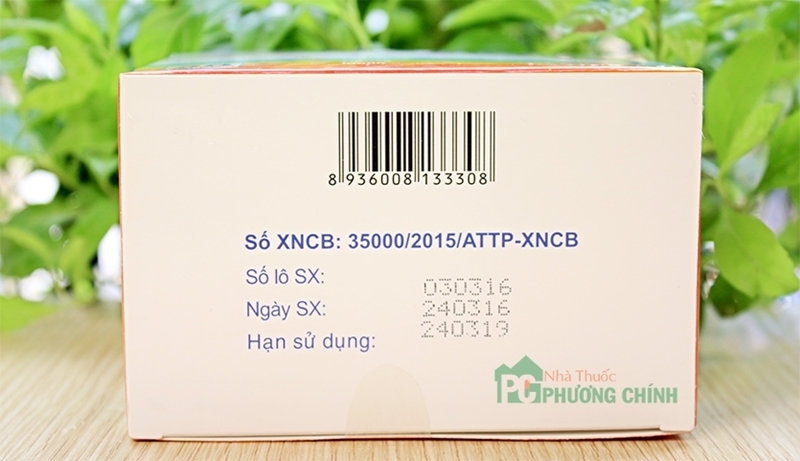 8 936008 133308
Số XNCB: 35000/2015/ATTP-XNCB
Số lô SX: 030316
Ngày SX: 240316
Hạn sử dụng: 240319
PC Nhà Thuốc
PHƯƠNG CHÍNH